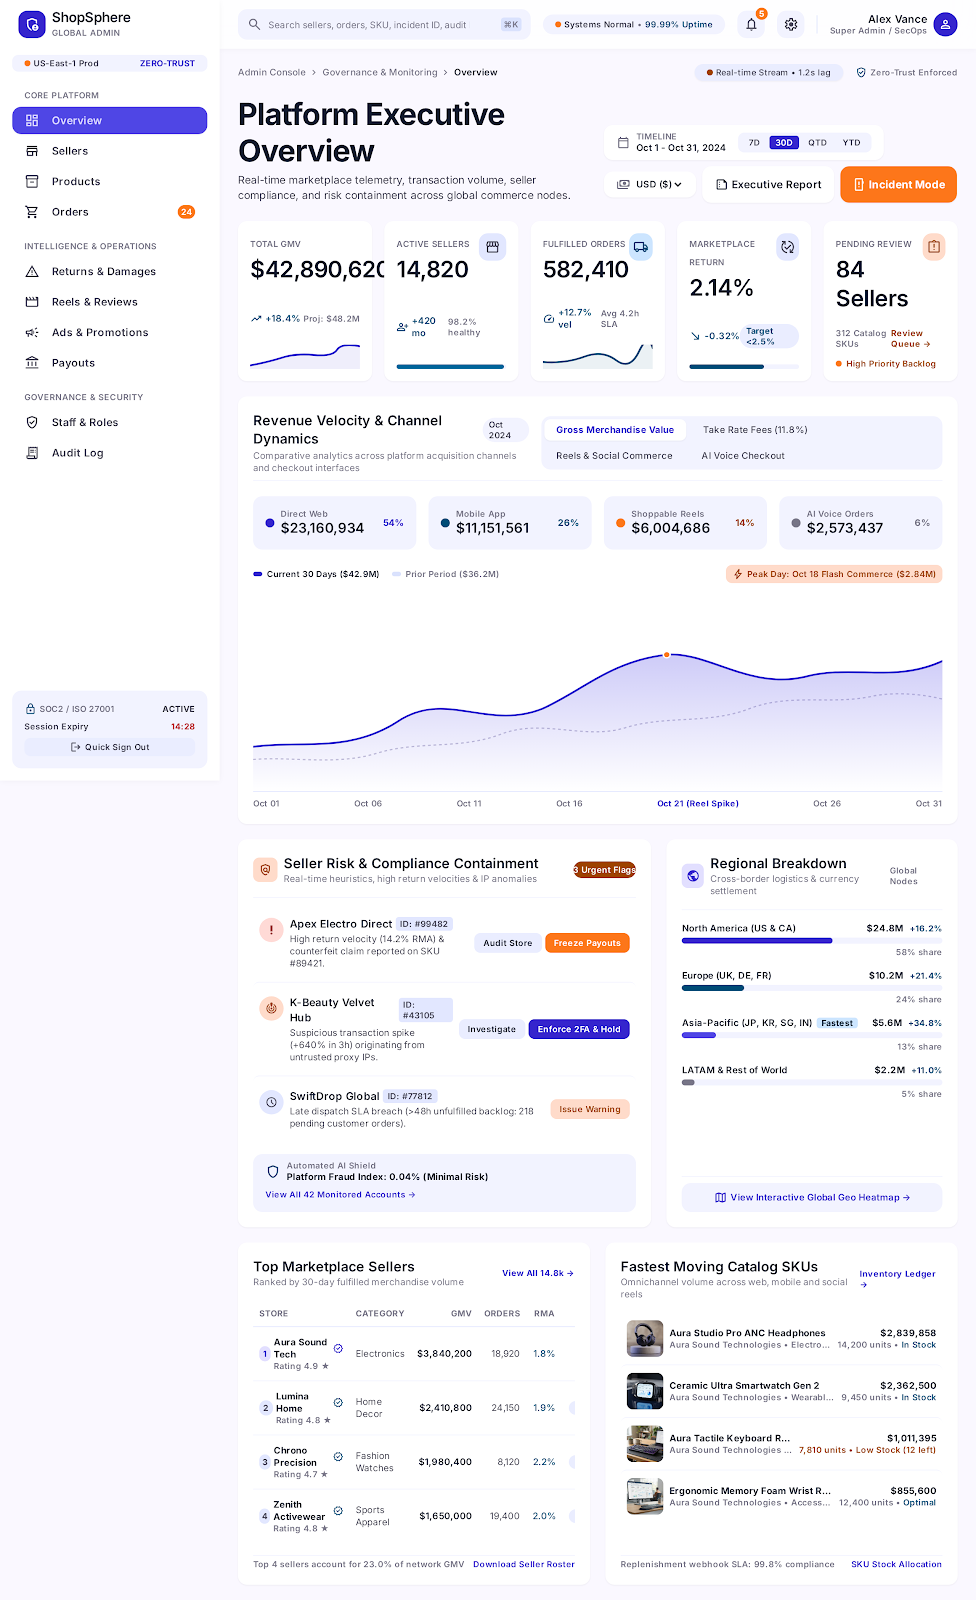 ShopSphere
GLOBAL ADMIN
US-East-1 Prod ZERO-TRUST
CORE PLATFORM
Overview
Sellers
Products
Orders 24
INTELLIGENCE & OPERATIONS
Returns & Damages
Reels & Reviews
Ads & Promotions
Payouts
GOVERNANCE & SECURITY
Staff & Roles
Audit Log
SOC2 / ISO 27001 ACTIVE
Session Expiry 14:28
Quick Sign Out
Search sellers, orders, SKU, incident ID, audit ⌘K
Systems Normal • 99.99% Uptime
5
Alex Vance
Super Admin / SecOps
Admin Console › Governance & Monitoring › Overview
Real-time Stream • 1.2s lag
Zero-Trust Enforced
Platform Executive
Overview
Real-time marketplace telemetry, transaction volume, seller
compliance, and risk containment across global commerce nodes.
TIMELINE
Oct 1 - Oct 31, 2024
7D 30D QTD YTD
USD ($)
Executive Report
Incident Mode
TOTAL GMV
$42,890,620
+18.4% Proj: $48.2M
ACTIVE SELLERS
14,820
+420
mo
98.2%
healthy
FULFILLED ORDERS
582,410
+12.7%
vel
Avg 4.2h
SLA
MARKETPLACE
RETURN
2.14%
-0.32%
Target
<2.5%
PENDING REVIEW
84
Sellers
312 Catalog
SKUs
Review
Queue →
High Priority Backlog
Revenue Velocity & Channel
Dynamics
Oct
2024
Comparative analytics across platform acquisition channels
and checkout interfaces
Gross Merchandise Value
Take Rate Fees (11.8%)
Reels & Social Commerce
AI Voice Checkout
Direct Web
$23,160,934 54%
Mobile App
$11,151,561 26%
Shoppable Reels
$6,004,686 14%
AI Voice Orders
$2,573,437 6%
Current 30 Days ($42.9M)
Prior Period ($36.2M)
Peak Day: Oct 18 Flash Commerce ($2.84M)
Oct 01 Oct 06 Oct 11 Oct 16 Oct 21 (Reel Spike) Oct 26 Oct 31
Seller Risk & Compliance Containment
Real-time heuristics, high return velocities & IP anomalies
3 Urgent Flags
Apex Electro Direct ID: #99482
High return velocity (14.2% RMA) &
counterfeit claim reported on SKU
#89421.
Audit Store
Freeze Payouts
K-Beauty Velvet
Hub
ID:
#43105
Suspicious transaction spike
(+640% in 3h) originating from
untrusted proxy IPs.
Investigate
Enforce 2FA & Hold
SwiftDrop Global ID: #77812
Late dispatch SLA breach (>48h unfulfilled backlog: 218
pending customer orders).
Issue Warning
Automated AI Shield
Platform Fraud Index: 0.04% (Minimal Risk)
View All 42 Monitored Accounts →
Regional Breakdown
Cross-border logistics & currency
settlement
Global
Nodes
North America (US & CA) $24.8M +16.2%
58% share
Europe (UK, DE, FR) $10.2M +21.4%
24% share
Asia-Pacific (JP, KR, SG, IN) Fastest $5.6M +34.8%
13% share
LATAM & Rest of World $2.2M +11.0%
5% share
View Interactive Global Geo Heatmap →
Top Marketplace Sellers
Ranked by 30-day fulfilled merchandise volume
View All 14.8k →
STORE CATEGORY GMV ORDERS RMA
1 Aura Sound
Tech
Rating 4.9 ★
Electronics $3,840,200 18,920 1.8%
2 Lumina
Home
Rating 4.8 ★
Home
Decor
$2,410,800 24,150 1.9%
3 Chrono
Precision
Rating 4.7 ★
Fashion
Watches
$1,980,400 8,120 2.2%
4 Zenith
Activewear
Rating 4.8 ★
Sports
Apparel
$1,650,000 19,400 2.0%
Top 4 sellers account for 23.0% of network GMV
Download Seller Roster
Fastest Moving Catalog SKUs
Omnichannel volume across web, mobile and social
reels
Inventory Ledger
→
Aura Studio Pro ANC Headphones $2,839,858
Aura Sound Technologies • Electro... 14,200 units • In Stock
Ceramic Ultra Smartwatch Gen 2 $2,362,500
Aura Sound Technologies • Wearabl... 9,450 units • In Stock
Aura Tactile Keyboard R... $1,011,395
Aura Sound Technologies ... 7,810 units • Low Stock (12 left)
Ergonomic Memory Foam Wrist R... $855,600
Aura Sound Technologies • Access... 12,400 units • Optimal
Replenishment webhook SLA: 99.8% compliance
SKU Stock Allocation